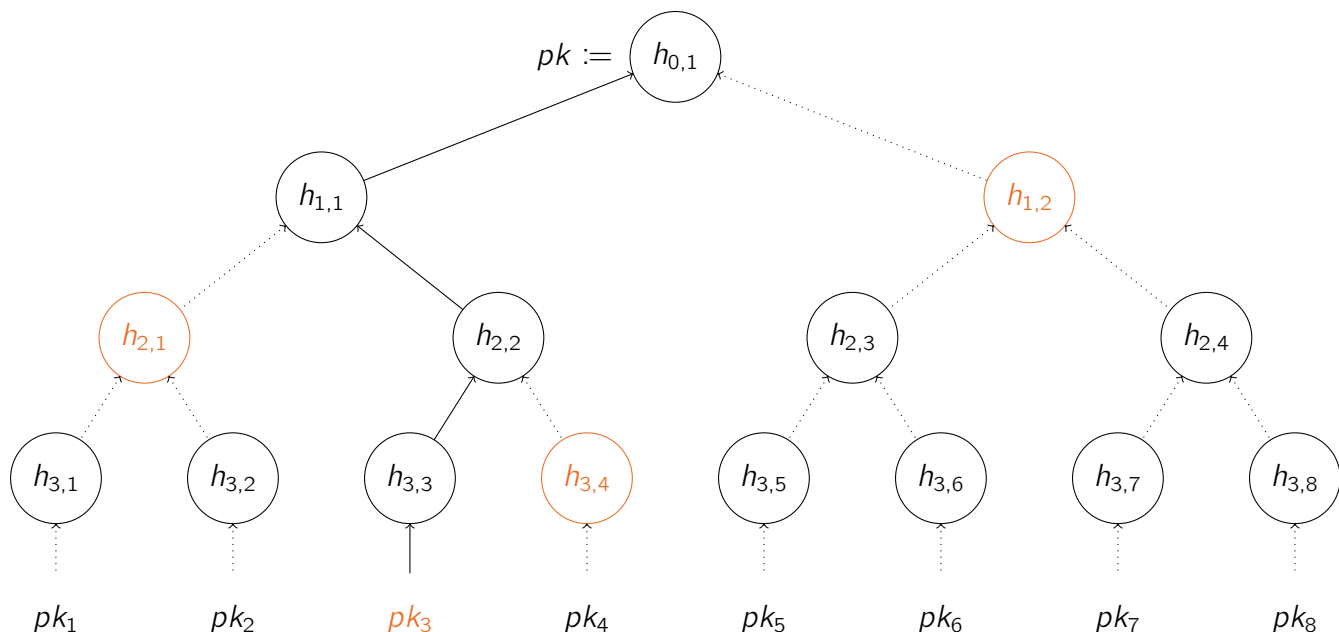 pk := h0,1
h1,1 h1,2
h2,1 h2,2 h2,3 h2,4
h3,1 h3,2 h3,3 h3,4 h3,5 h3,6 h3,7 h3,8
pk1 pk2 pk3 pk4 pk5 pk6 pk7 pk8